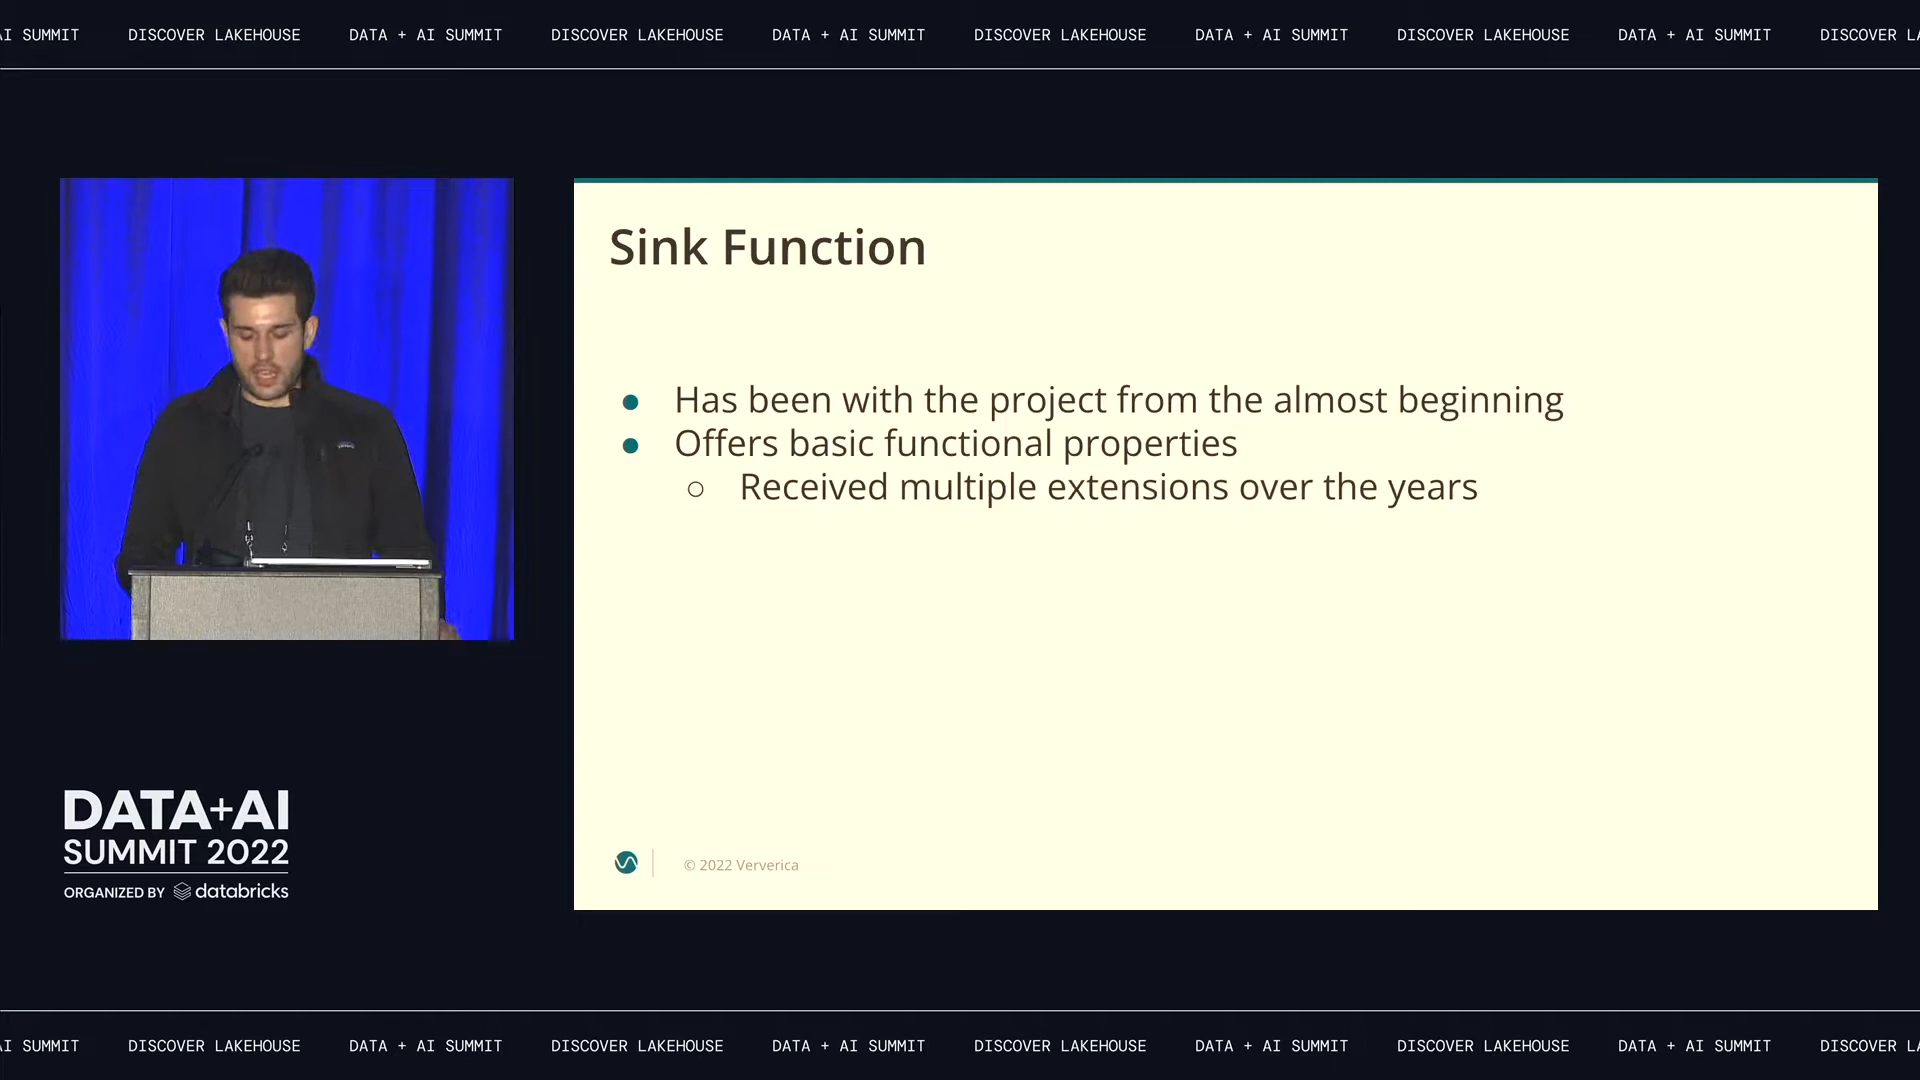 AI SUMMIT DISCOVER LAKEHOUSE DATA + AI SUMMIT DISCOVER LAKEHOUSE DATA + AI SUMMIT DISCOVER LAKEHOUSE DATA + AI SUMMIT DISCOVER LAKEHOUSE DATA + AI SUMMIT DISCOVER LA
Sink Function
● Has been with the project from the almost beginning
● Offers basic functional properties
○ Received multiple extensions over the years
© 2022 Ververica
DATA+AI
SUMMIT 2022
ORGANIZED BY databricks
AI SUMMIT DISCOVER LAKEHOUSE DATA + AI SUMMIT DISCOVER LAKEHOUSE DATA + AI SUMMIT DISCOVER LAKEHOUSE DATA + AI SUMMIT DISCOVER LAKEHOUSE DATA + AI SUMMIT DISCOVER LA